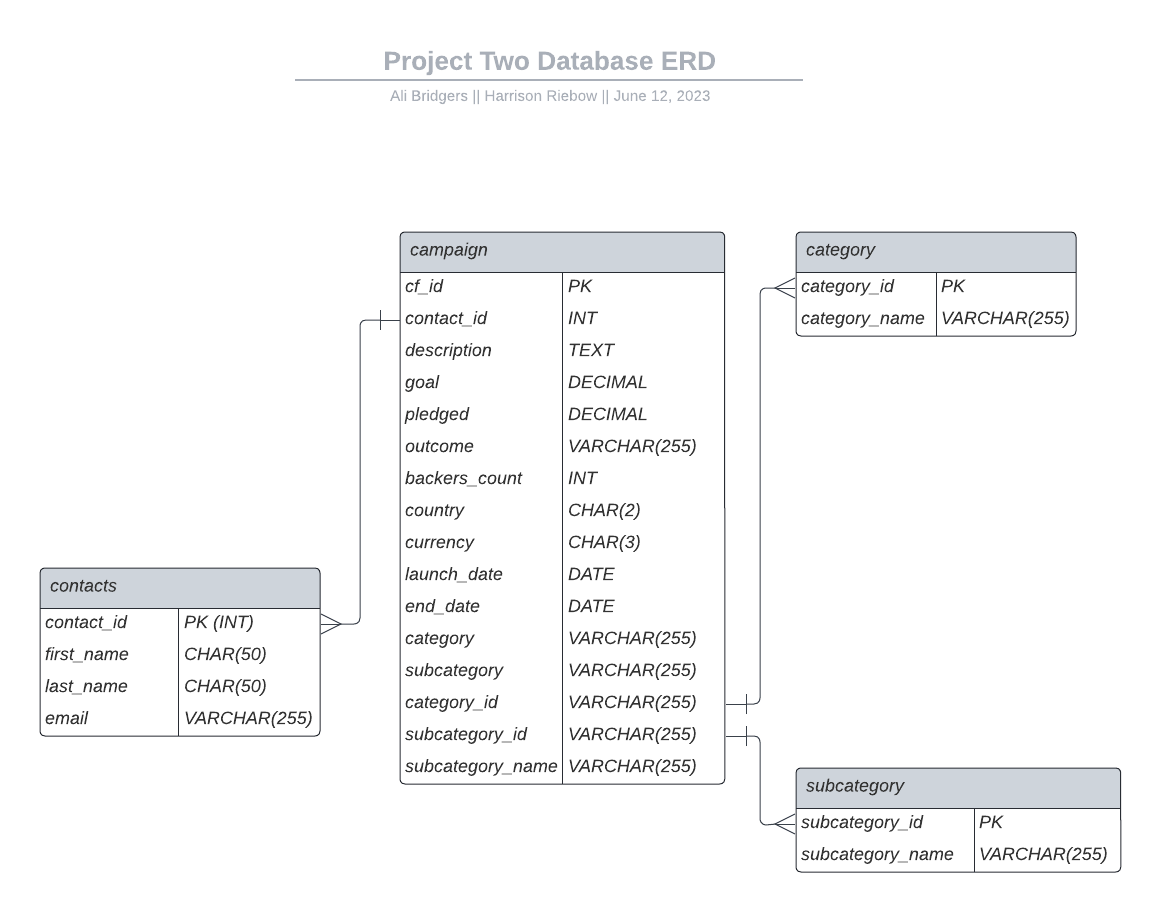 Project Two Database ERD
Ali Bridgers || Harrison Riebow || June 12, 2023
campaign
cf_id PK
contact_id INT
description TEXT
goal DECIMAL
pledged DECIMAL
outcome VARCHAR(255)
backers_count INT
country CHAR(2)
currency CHAR(3)
launch_date DATE
end_date DATE
category VARCHAR(255)
subcategory VARCHAR(255)
category_id VARCHAR(255)
subcategory_id VARCHAR(255)
subcategory_name VARCHAR(255)
category
category_id PK
category_name VARCHAR(255)
contacts
contact_id PK (INT)
first_name CHAR(50)
last_name CHAR(50)
email VARCHAR(255)
subcategory
subcategory_id PK
subcategory_name VARCHAR(255)